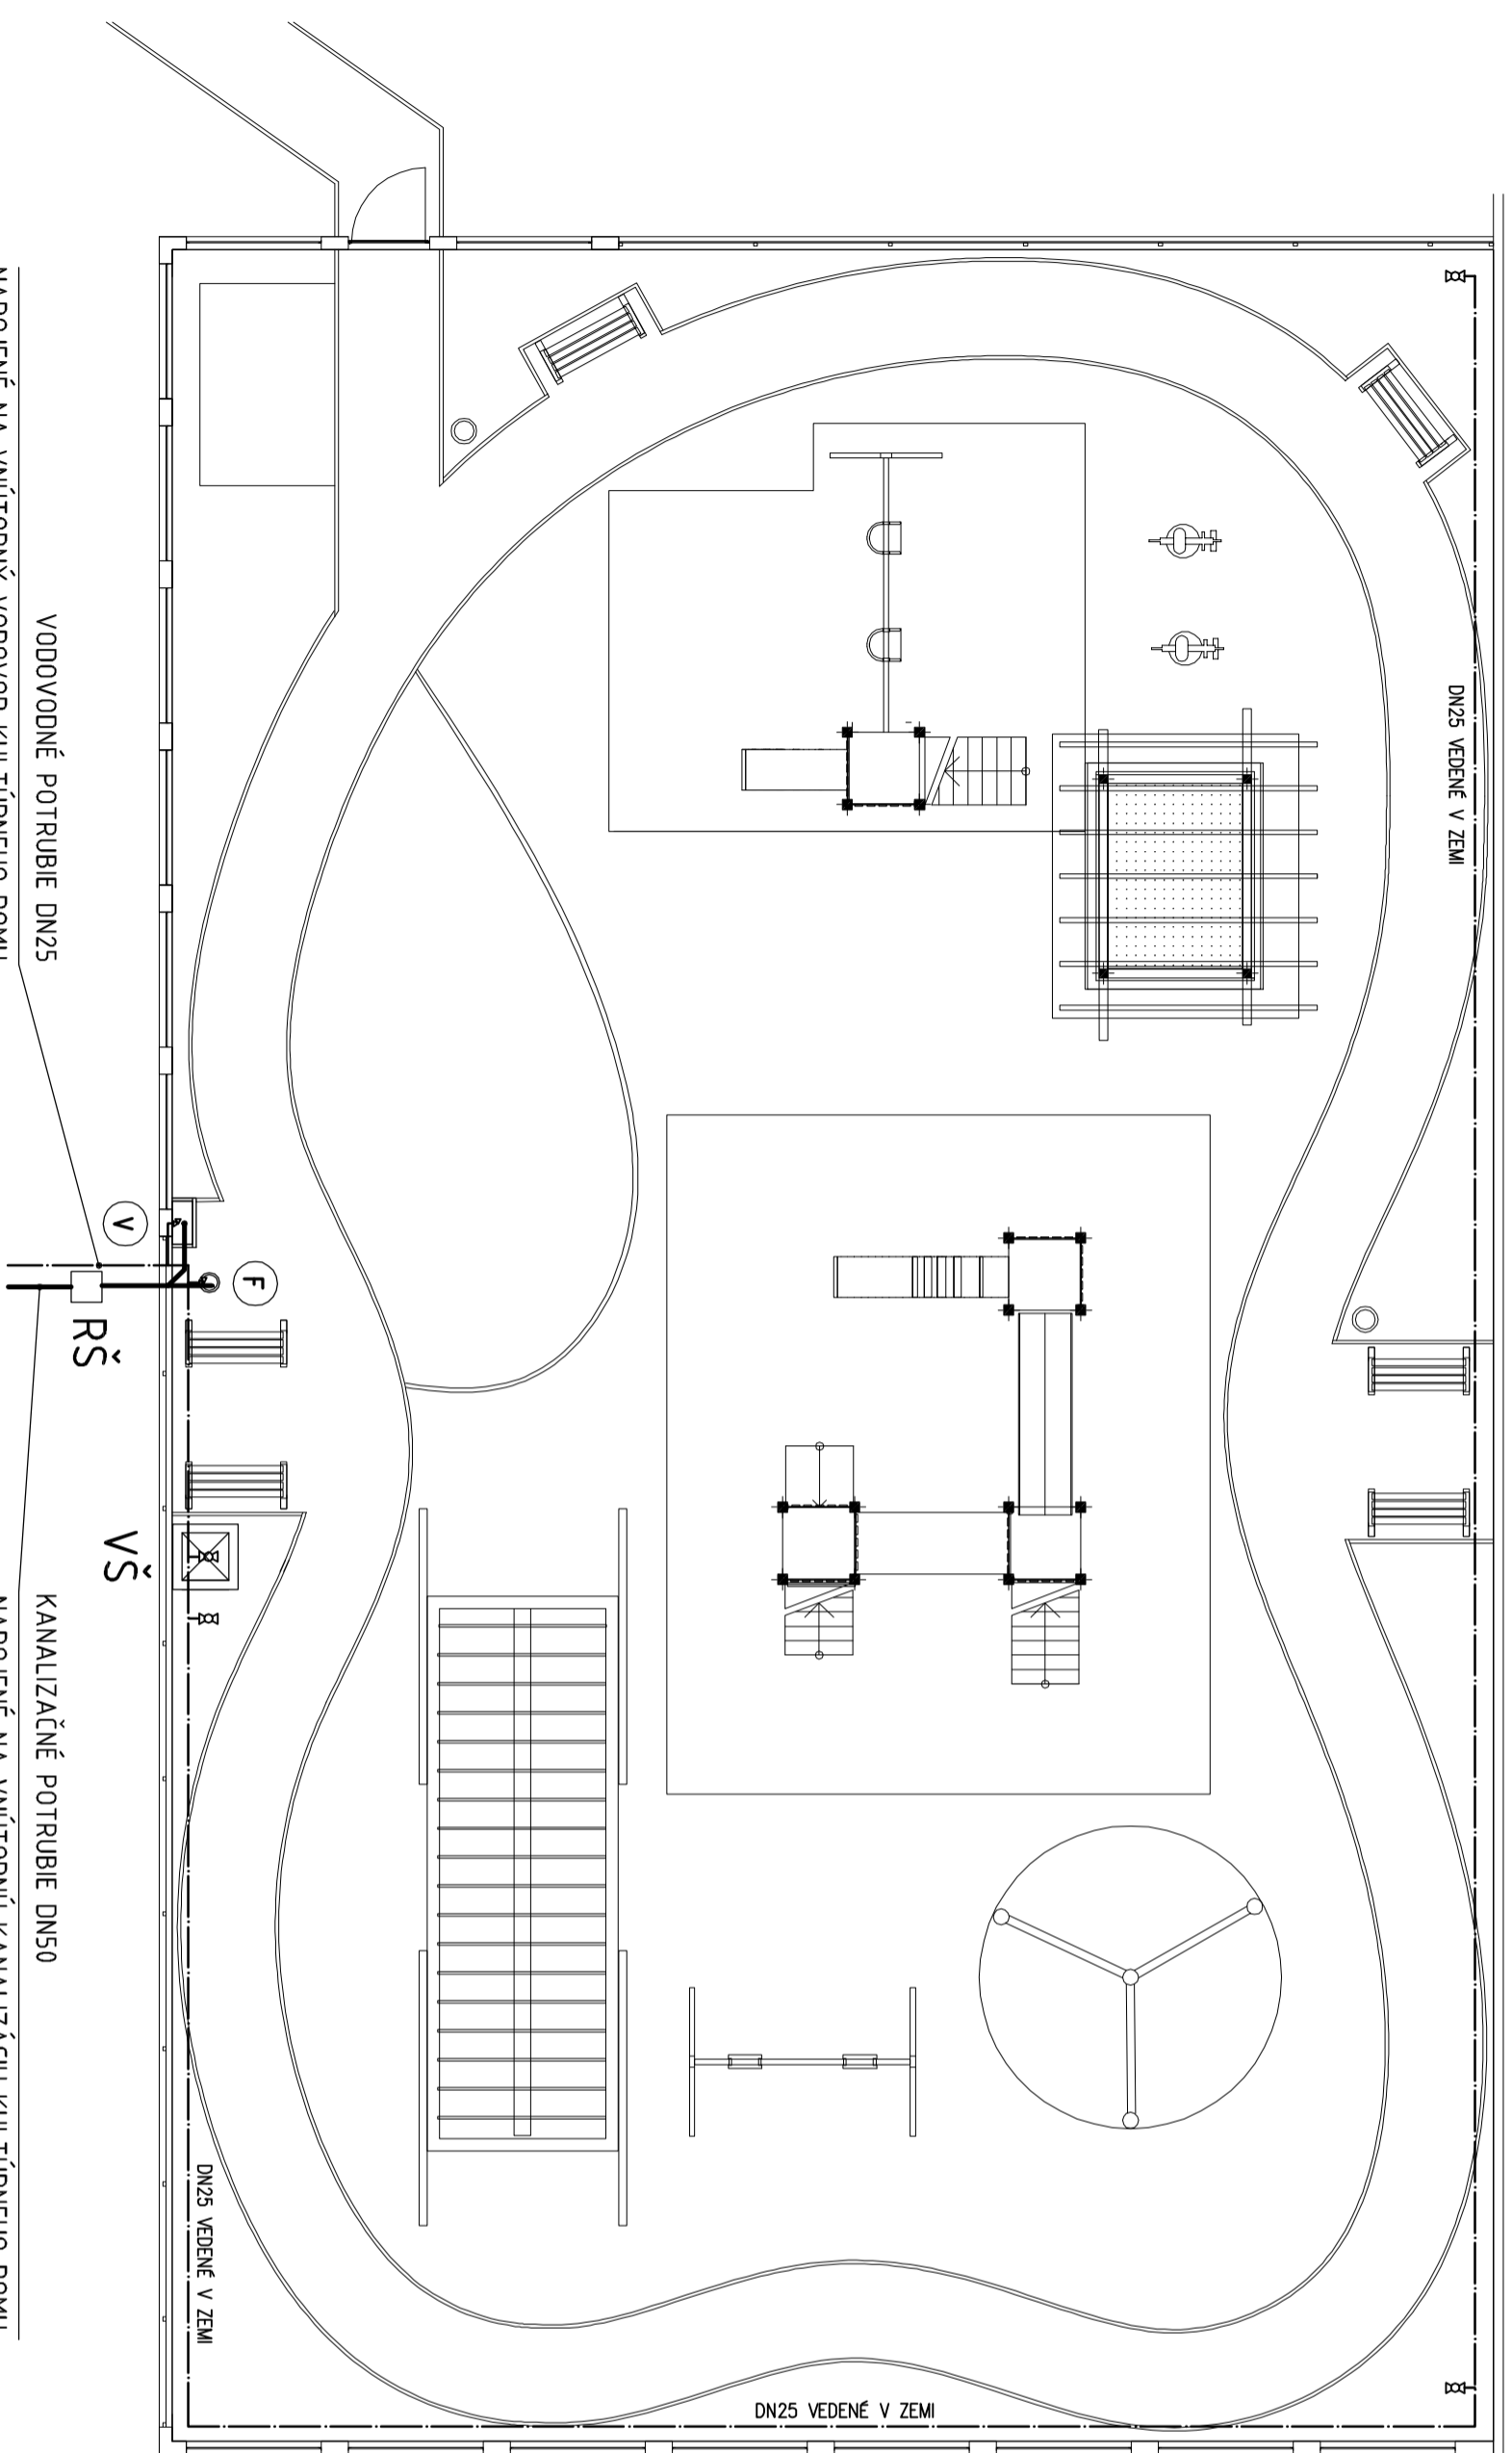 DN25 VEDENÉ V ZEMI
VODOVODNÉ POTRUBIE DN25
V
F
RŠ
VŠ
KANALIZAČNÉ POTRUBIE DN50
DN25 VEDENÉ V ZEMI
DN25 VEDENÉ V ZEMI